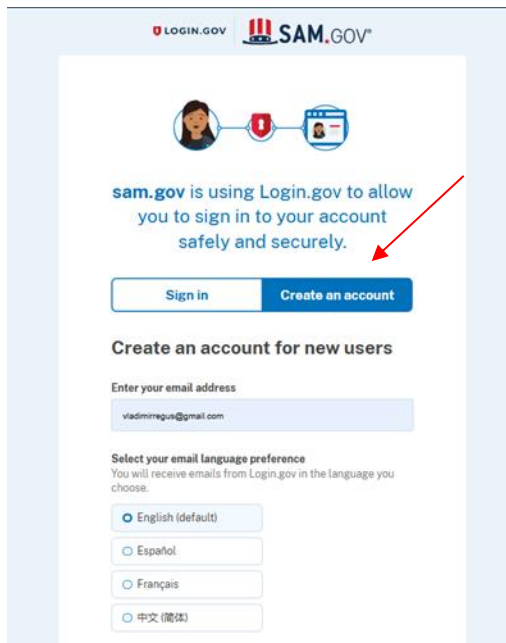 LOGIN.GOV SAM.GOV®
sam.gov is using Login.gov to allow
you to sign in to your account
safely and securely.
Sign in Create an account
Create an account for new users
Enter your email address
vladimirregus@gmail.com
Select your email language preference
You will receive emails from Login.gov in the language you
choose.
English (default)
Español
Français
中文 (简体)